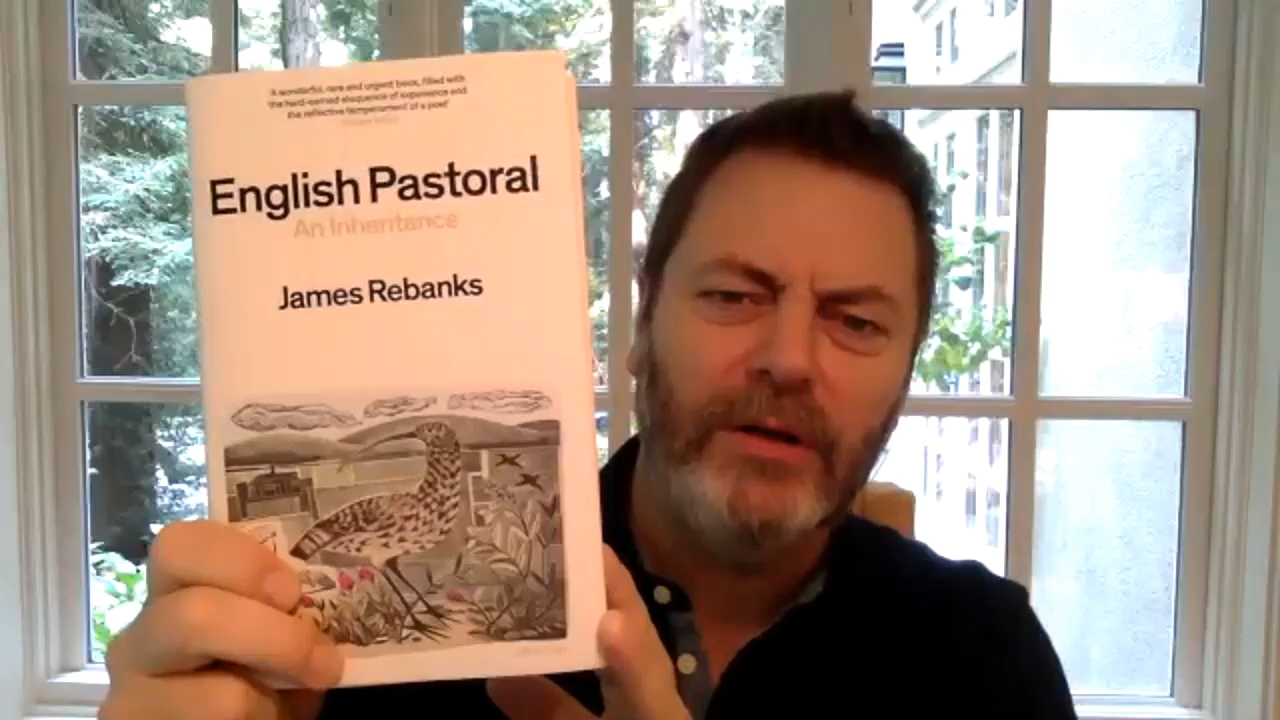 'A wonderful, rare and urgent book, filled with
the hard-earned eloquence of experience and
the reflective temperament of a poet'
English Pastoral
An Inheritance
James Rebanks